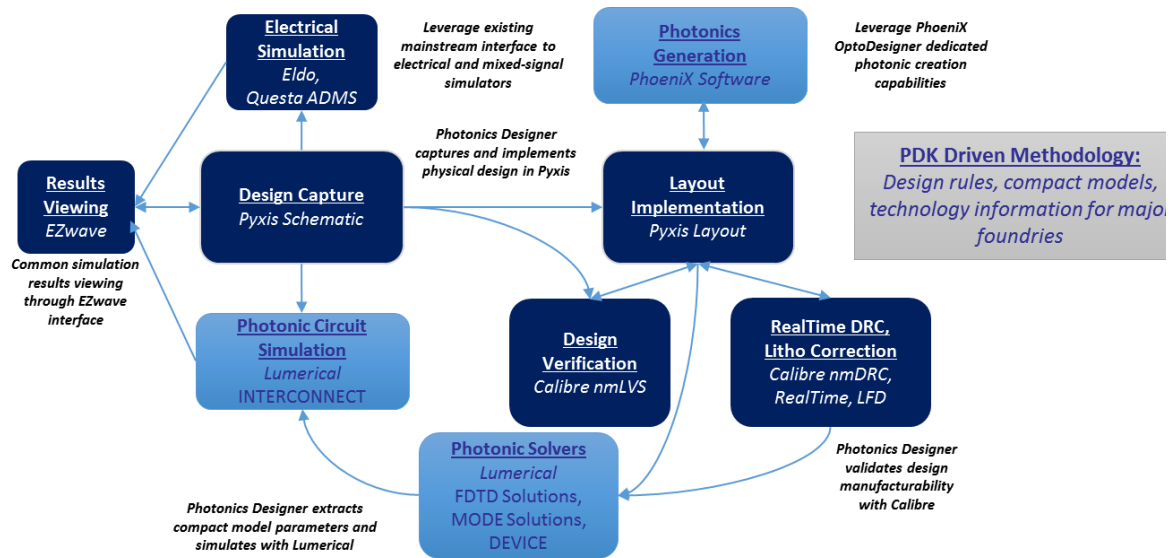 Electrical
Simulation
Eldo,
Questa ADMS
Leverage existing
mainstream interface to
electrical and mixed-signal
simulators
Photonics
Generation
PhoeniX Software
Leverage PhoeniX
OptoDesigner dedicated
photonic creation
capabilities
Photonics Designer
captures and implements
physical design in Pyxis
PDK Driven Methodology:
Design rules, compact models,
technology information for major
foundries
Results
Viewing
EZwave
Common simulation
results viewing
through EZwave
interface
Design Capture
Pyxis Schematic
Layout
Implementation
Pyxis Layout
Photonic Circuit
Simulation
Lumerical
INTERCONNECT
Design
Verification
Calibre nmLVS
RealTime DRC,
Litho Correction
Calibre nmDRC,
RealTime, LFD
Photonic Solvers
Lumerical
FDTD Solutions,
MODE Solutions,
DEVICE
Photonics Designer
validates design
manufacturability
with Calibre
Photonics Designer extracts
compact model parameters and
simulates with Lumerical